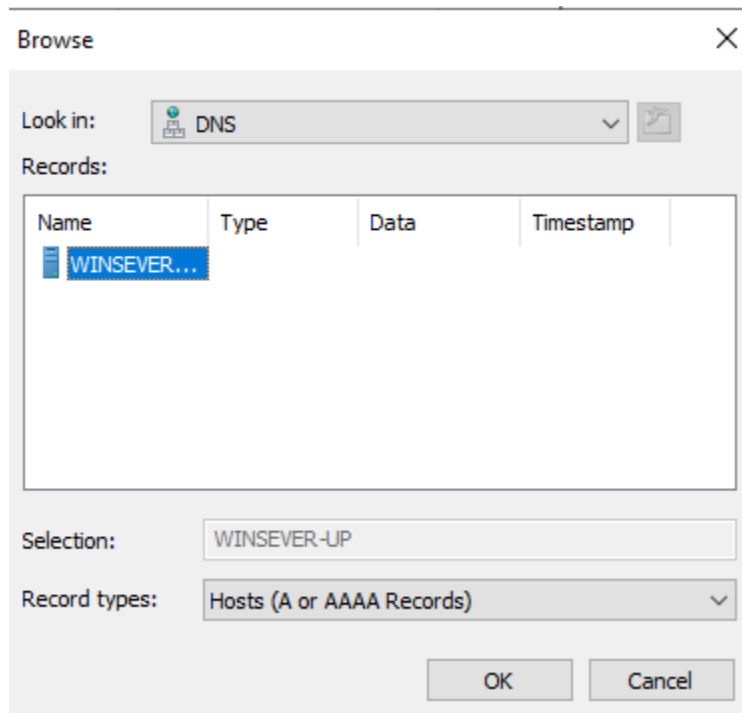 Browse
Look in: DNS
Records:
Name Type Data Timestamp
WINSEVER...
Selection: WINSEVER-UP
Record types: Hosts (A or AAAA Records)
OK Cancel